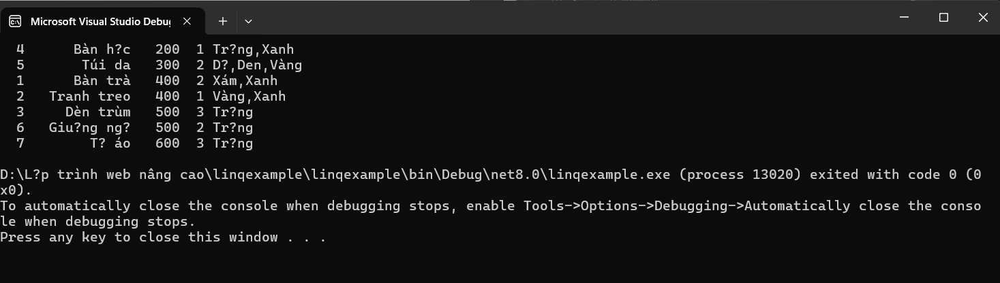 Microsoft Visual Studio Debu
4 Bàn h?c 200 1 Tr?ng,Xanh
5 Túi da 300 2 D?,Den,Vàng
1 Bàn trà 400 2 Xám,Xanh
2 Tranh treo 400 1 Vàng,Xanh
3 Dèn trùm 500 3 Tr?ng
6 Giu?ng ng? 500 2 Tr?ng
7 T? áo 600 3 Tr?ng
D:\L?p trình web nâng cao\linqexample\linqexample\bin\Debug\net8.0\linqexample.exe (process 13020) exited with code 0 (0
x0).
To automatically close the console when debugging stops, enable Tools->Options->Debugging->Automatically close the conso
le when debugging stops.
Press any key to close this window . . .